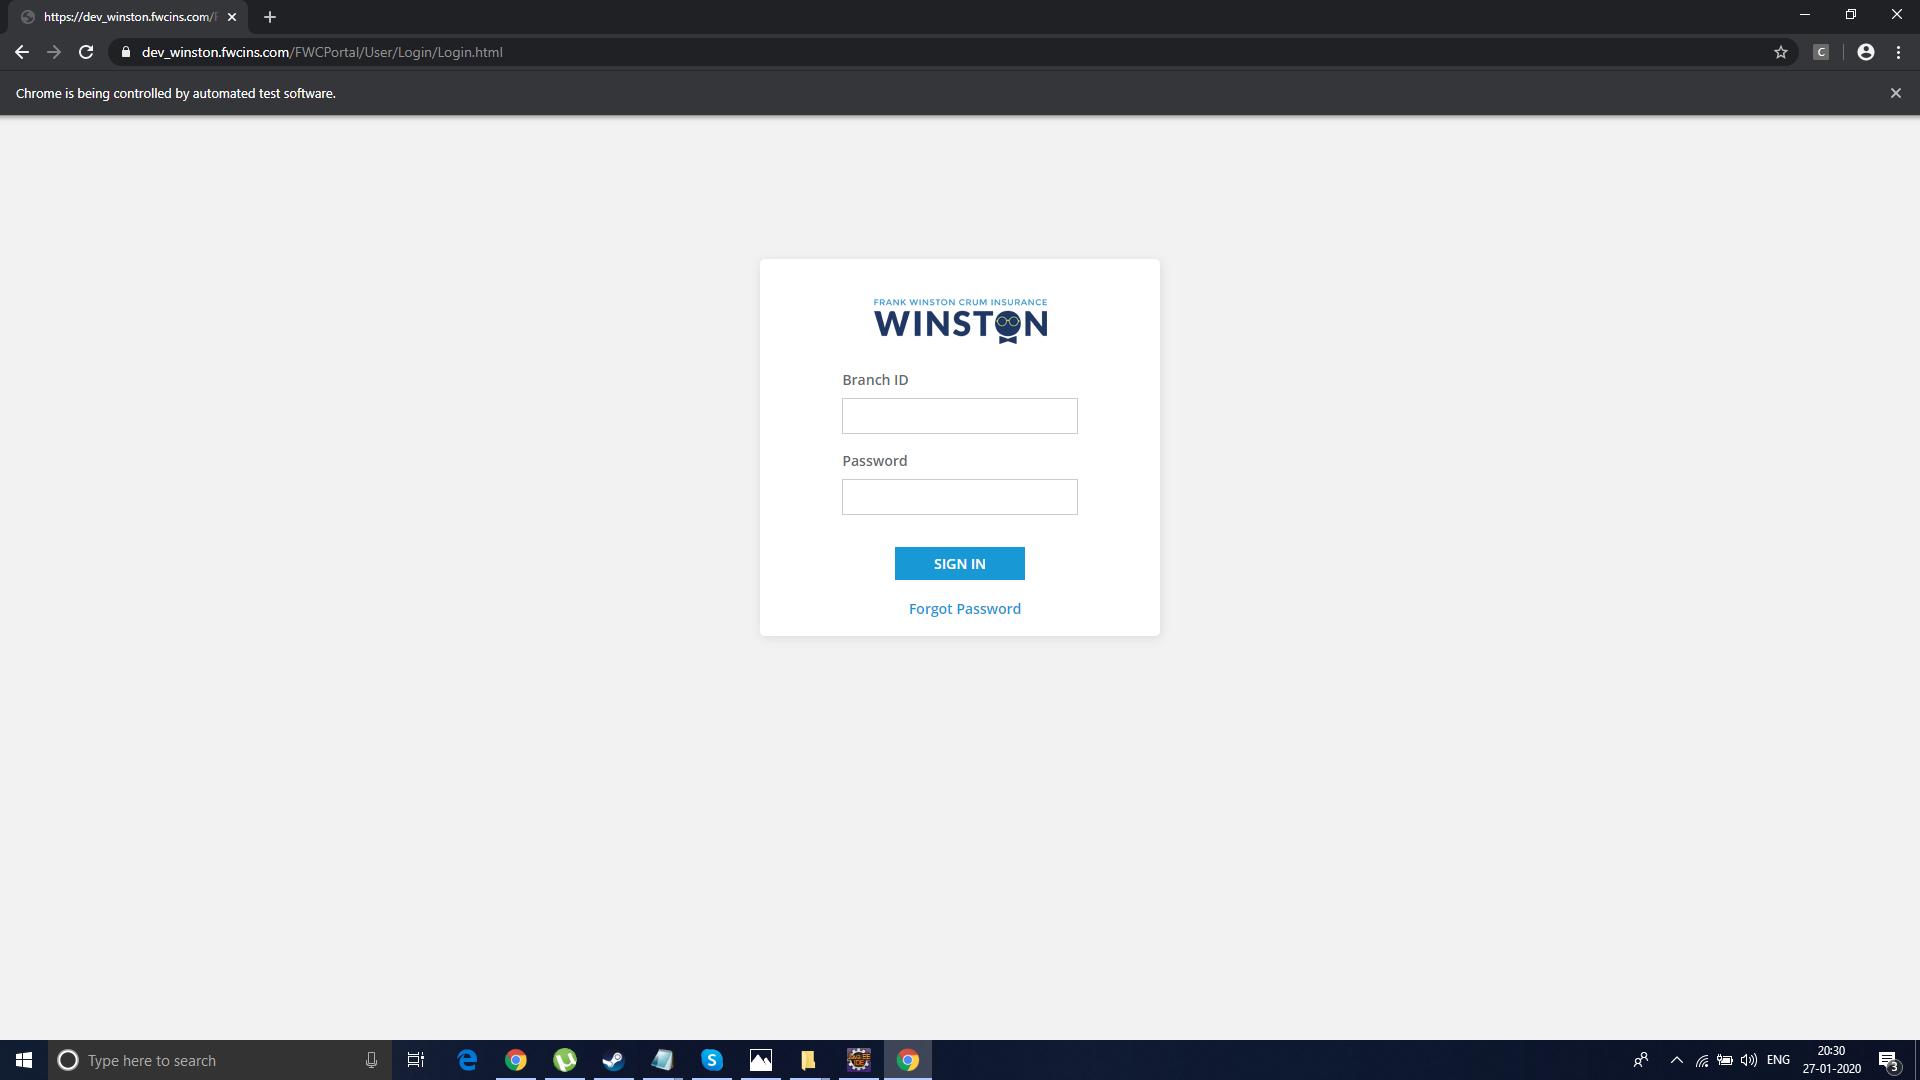 https://dev_winston.fwcins.com/
dev_winston.fwcins.com/FWCPortal/User/Login/Login.html
C
Chrome is being controlled by automated test software.
FRANK WINSTON CRUM INSURANCE
WINSTON
Branch ID
Password
SIGN IN
Forgot Password
Type here to search
ENG
20:30
27-01-2020
3